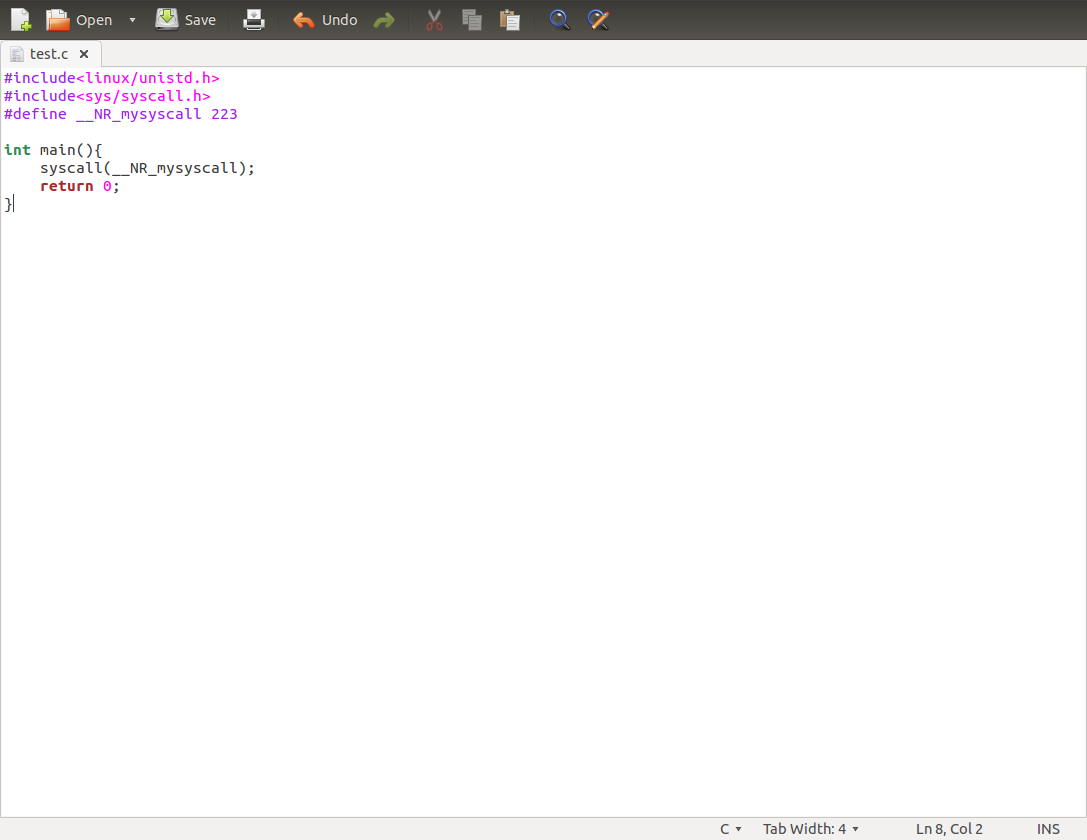 Open Save Undo
test.c
#include<linux/unistd.h>
#include<sys/syscall.h>
#define __NR_mysyscall 223
int main(){
    syscall(__NR_mysyscall);
    return 0;
}
C Tab Width: 4 Ln 8, Col 2 INS